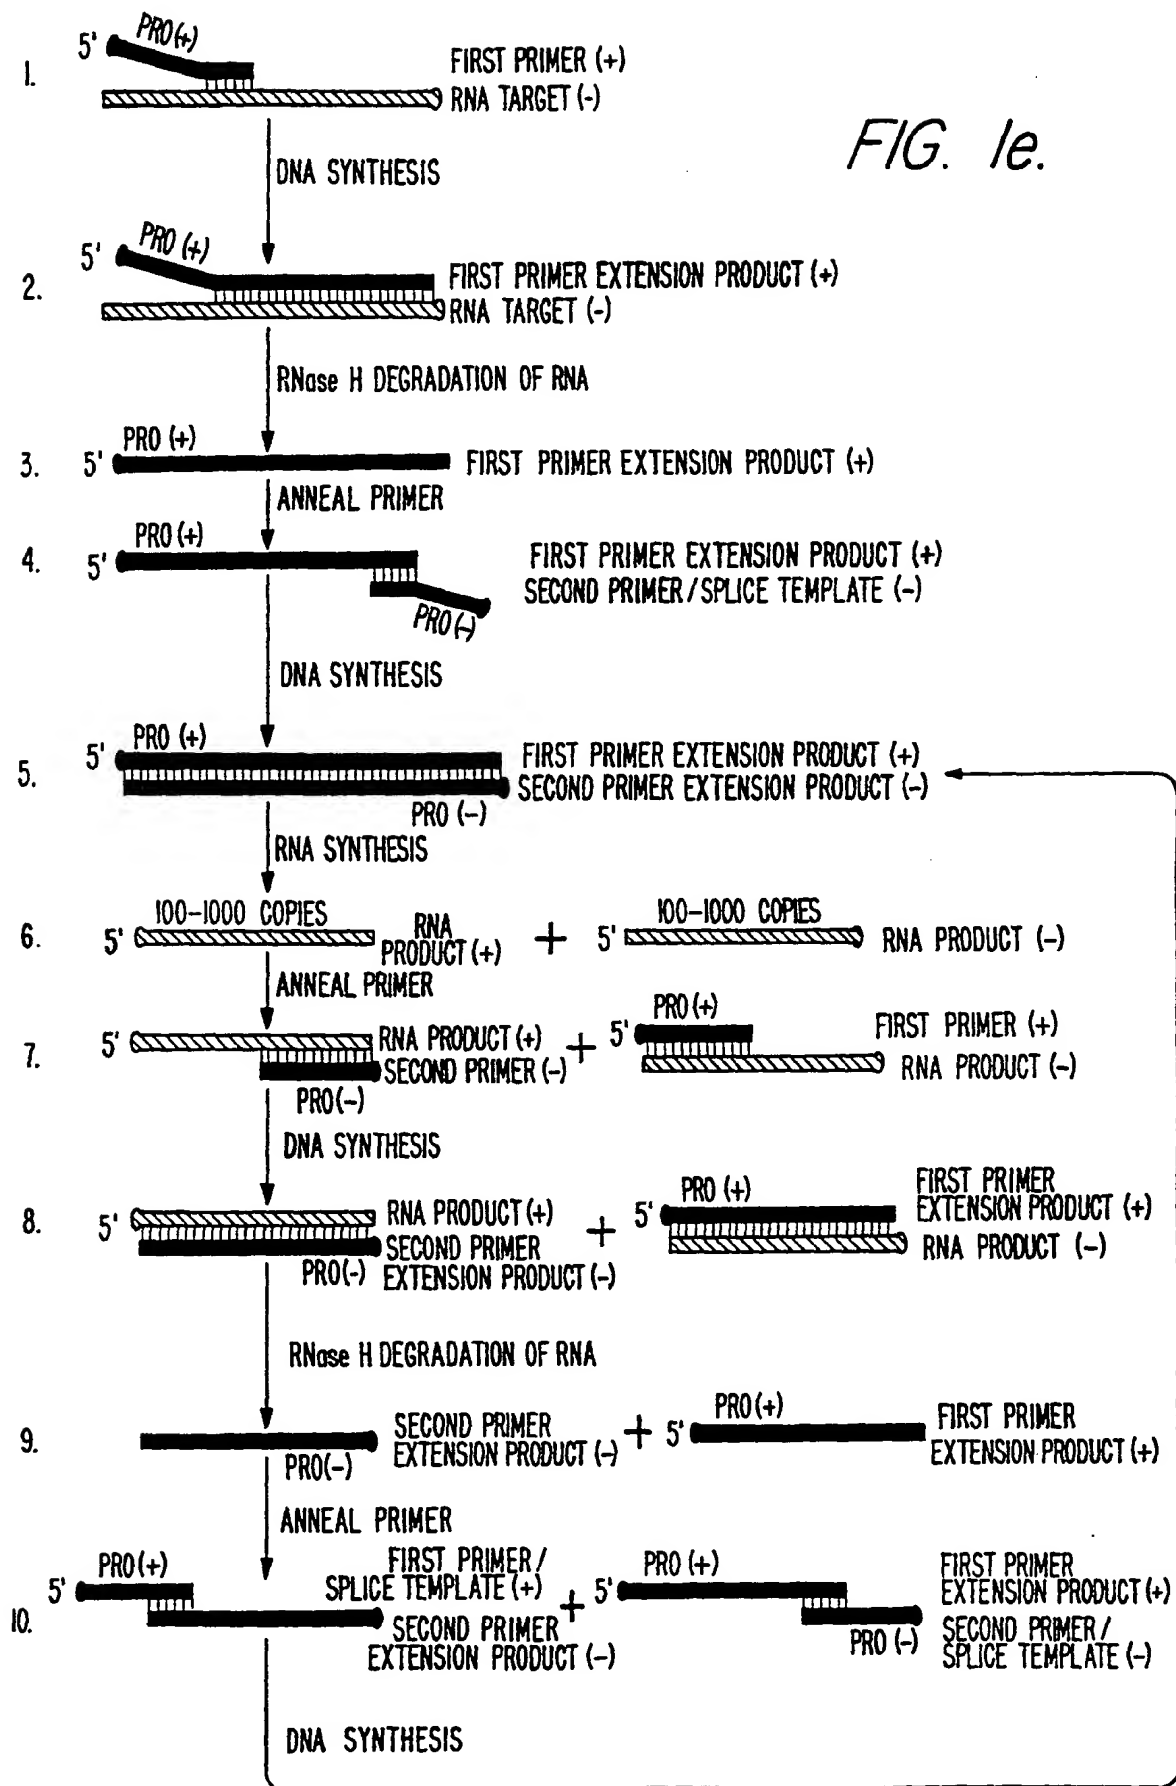 FIG. 1e.
1.
5'
PRO(+)
FIRST PRIMER (+)
RNA TARGET (-)
DNA SYNTHESIS
2.
5'
PRO (+)
FIRST PRIMER EXTENSION PRODUCT (+)
RNA TARGET (-)
RNase H DEGRADATION OF RNA
3.
5'
PRO (+)
FIRST PRIMER EXTENSION PRODUCT (+)
ANNEAL PRIMER
4.
5'
PRO (+)
FIRST PRIMER EXTENSION PRODUCT (+)
SECOND PRIMER/SPLICE TEMPLATE (-)
PRO(-)
DNA SYNTHESIS
5.
5'
PRO (+)
FIRST PRIMER EXTENSION PRODUCT (+)
SECOND PRIMER EXTENSION PRODUCT (-)
PRO (-)
RNA SYNTHESIS
6.
5'
100-1000 COPIES
RNA
PRODUCT (+)
+
5'
100-1000 COPIES
RNA PRODUCT (-)
ANNEAL PRIMER
7.
5'
RNA PRODUCT (+)
SECOND PRIMER (-)
PRO(-)
+
5'
PRO(+)
FIRST PRIMER (+)
RNA PRODUCT (-)
DNA SYNTHESIS
8.
5'
RNA PRODUCT (+)
SECOND PRIMER
EXTENSION PRODUCT (-)
PRO(-)
+
5'
PRO (+)
FIRST PRIMER
EXTENSION PRODUCT (+)
RNA PRODUCT (-)
RNase H DEGRADATION OF RNA
9.
SECOND PRIMER
EXTENSION PRODUCT (-)
PRO(-)
+
5'
PRO(+)
FIRST PRIMER
EXTENSION PRODUCT (+)
ANNEAL PRIMER
10.
5'
PRO(+)
FIRST PRIMER/
SPLICE TEMPLATE (+)
SECOND PRIMER
EXTENSION PRODUCT (-)
+
5'
PRO (+)
FIRST PRIMER
EXTENSION PRODUCT (+)
PRO (-)
SECOND PRIMER/
SPLICE TEMPLATE (-)
DNA SYNTHESIS